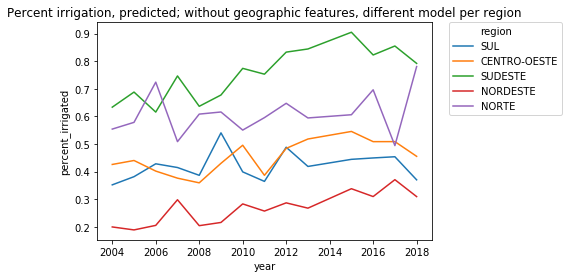 Percent irrigation, predicted; without geographic features, different model per region
region
SUL
CENTRO-OESTE
SUDESTE
NORDESTE
NORTE
percent_irrigated
0.9
0.8
0.7
0.6
0.5
0.4
0.3
0.2
2004 2006 2008 2010 2012 2014 2016 2018
year